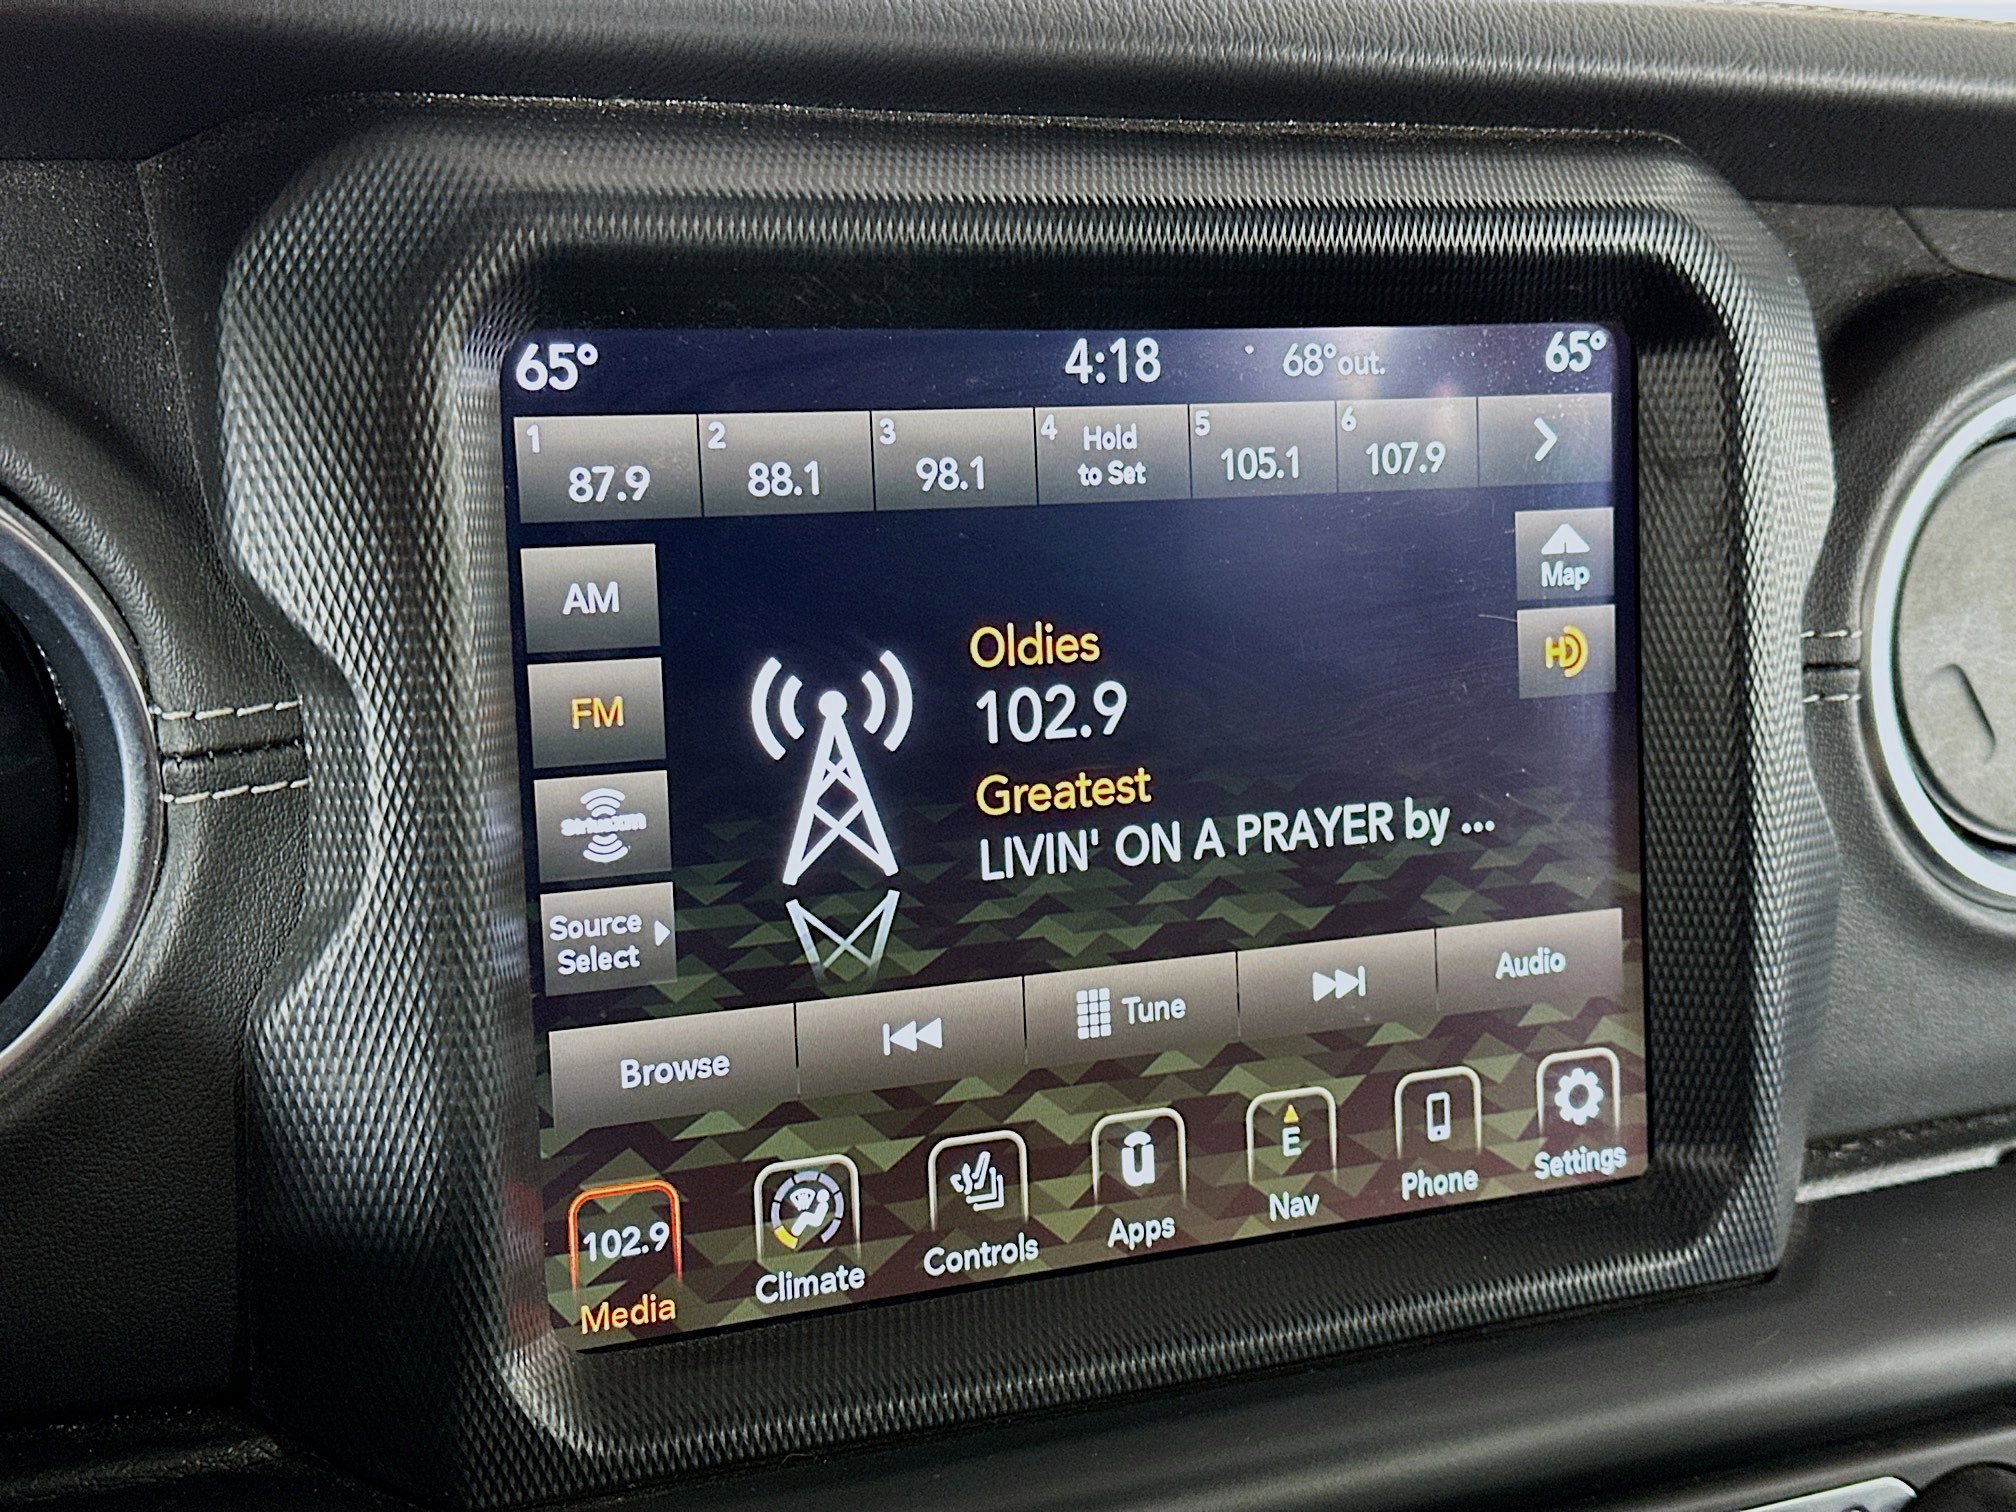 65° 4:18 68°out. 65°
1 2 3 4 5 6
87.9 88.1 98.1 Hold to Set 105.1 107.9
Map
AM
HD
Oldies
102.9
FM
Greatest
LIVIN' ON A PRAYER by ...
SiriusXM
Source
Select
Browse Tune Audio
102.9 E
Media Climate Controls Apps Nav Phone Settings